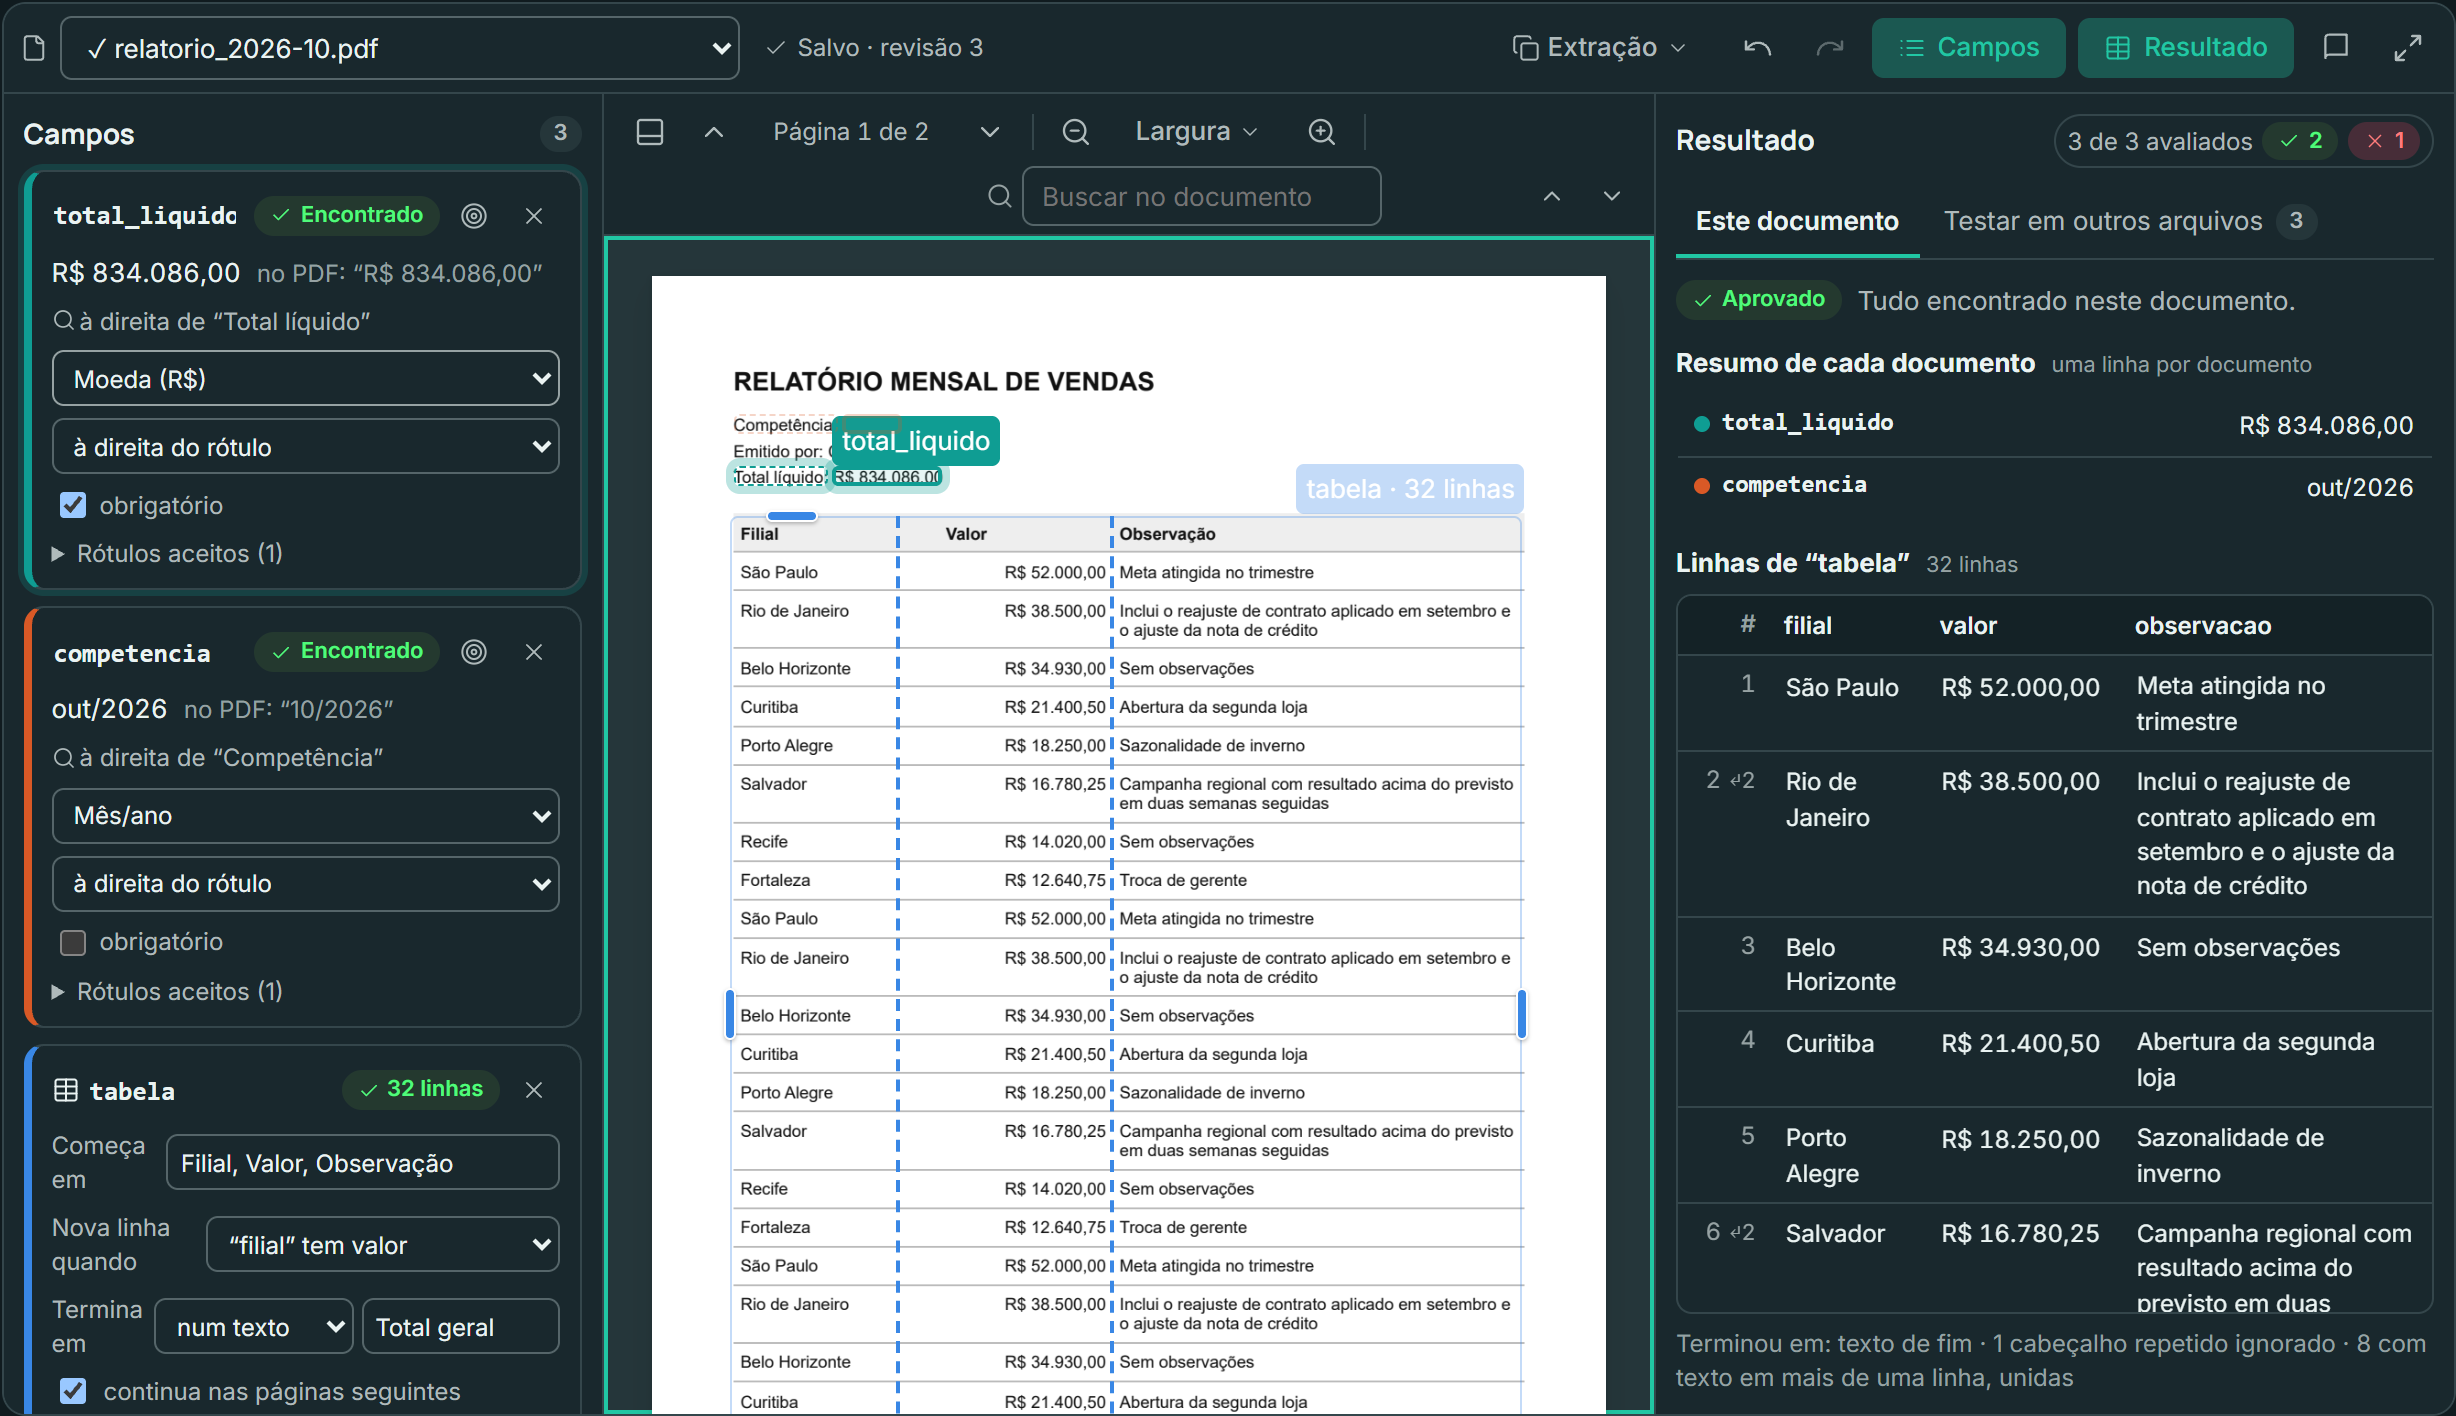 ✓ relatorio_2026-10.pdf
Salvo · revisão 3
Extração
Campos
Resultado
Campos
3
total_liquido
Encontrado
R$ 834.086,00 no PDF: “R$ 834.086,00”
à direita de “Total líquido”
Moeda (R$)
à direita do rótulo
obrigatório
Rótulos aceitos (1)
competencia
Encontrado
out/2026 no PDF: “10/2026”
à direita de “Competência”
Mês/ano
à direita do rótulo
obrigatório
Rótulos aceitos (1)
tabela
32 linhas
Começa em
Filial, Valor, Observação
Nova linha quando
“filial” tem valor
Termina em
num texto
Total geral
continua nas páginas seguintes
Página 1 de 2
Largura
Buscar no documento
RELATÓRIO MENSAL DE VENDAS
Competência
total_liquido
Emitido por:
Total líquido: R$ 834.086,00
tabela · 32 linhas
Filial Valor Observação
São Paulo R$ 52.000,00 Meta atingida no trimestre
Rio de Janeiro R$ 38.500,00 Inclui o reajuste de contrato aplicado em setembro e
o ajuste da nota de crédito
Belo Horizonte R$ 34.930,00 Sem observações
Curitiba R$ 21.400,50 Abertura da segunda loja
Porto Alegre R$ 18.250,00 Sazonalidade de inverno
Salvador R$ 16.780,25 Campanha regional com resultado acima do previsto
em duas semanas seguidas
Recife R$ 14.020,00 Sem observações
Fortaleza R$ 12.640,75 Troca de gerente
São Paulo R$ 52.000,00 Meta atingida no trimestre
Rio de Janeiro R$ 38.500,00 Inclui o reajuste de contrato aplicado em setembro e
o ajuste da nota de crédito
Belo Horizonte R$ 34.930,00 Sem observações
Curitiba R$ 21.400,50 Abertura da segunda loja
Porto Alegre R$ 18.250,00 Sazonalidade de inverno
Salvador R$ 16.780,25 Campanha regional com resultado acima do previsto
em duas semanas seguidas
Recife R$ 14.020,00 Sem observações
Fortaleza R$ 12.640,75 Troca de gerente
São Paulo R$ 52.000,00 Meta atingida no trimestre
Rio de Janeiro R$ 38.500,00 Inclui o reajuste de contrato aplicado em setembro e
o ajuste da nota de crédito
Belo Horizonte R$ 34.930,00 Sem observações
Curitiba R$ 21.400,50 Abertura da segunda loja
Resultado
3 de 3 avaliados ✓ 2 × 1
Este documento
Testar em outros arquivos 3
Aprovado Tudo encontrado neste documento.
Resumo de cada documento uma linha por documento
total_liquido R$ 834.086,00
competencia out/2026
Linhas de “tabela” 32 linhas
# filial valor observacao
1 São Paulo R$ 52.000,00 Meta atingida no
trimestre
2 ↵2 Rio de R$ 38.500,00 Inclui o reajuste de
Janeiro contrato aplicado em
setembro e o ajuste da
nota de crédito
3 Belo R$ 34.930,00 Sem observações
Horizonte
4 Curitiba R$ 21.400,50 Abertura da segunda
loja
5 Porto R$ 18.250,00 Sazonalidade de
Alegre inverno
6 ↵2 Salvador R$ 16.780,25 Campanha regional com
resultado acima do
previsto em duas
Terminou em: texto de fim · 1 cabeçalho repetido ignorado · 8 com
texto em mais de uma linha, unidas